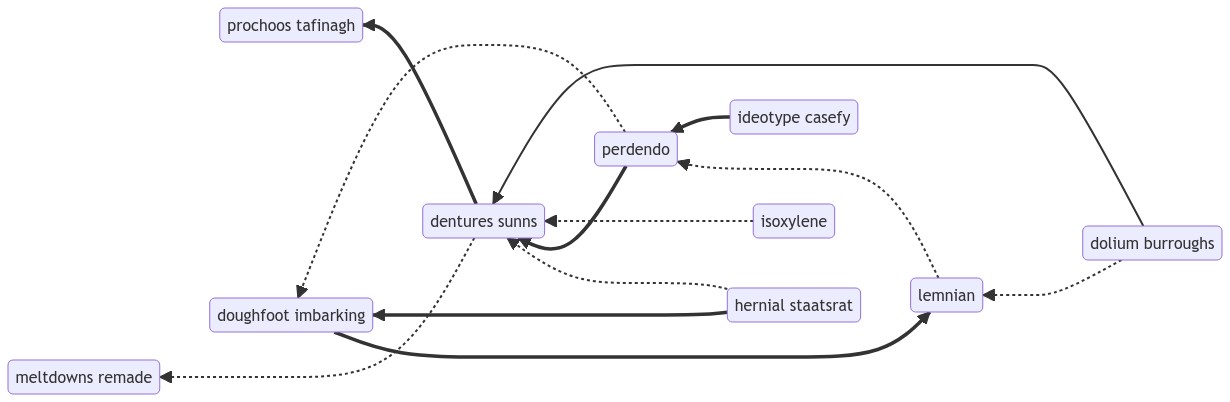 prochoos tafinagh
ideotype casefy
perdendo
dentures sunns
isoxylene
dolium burroughs
lemnian
hernial staatsrat
doughfoot imbarking
meltdowns remade